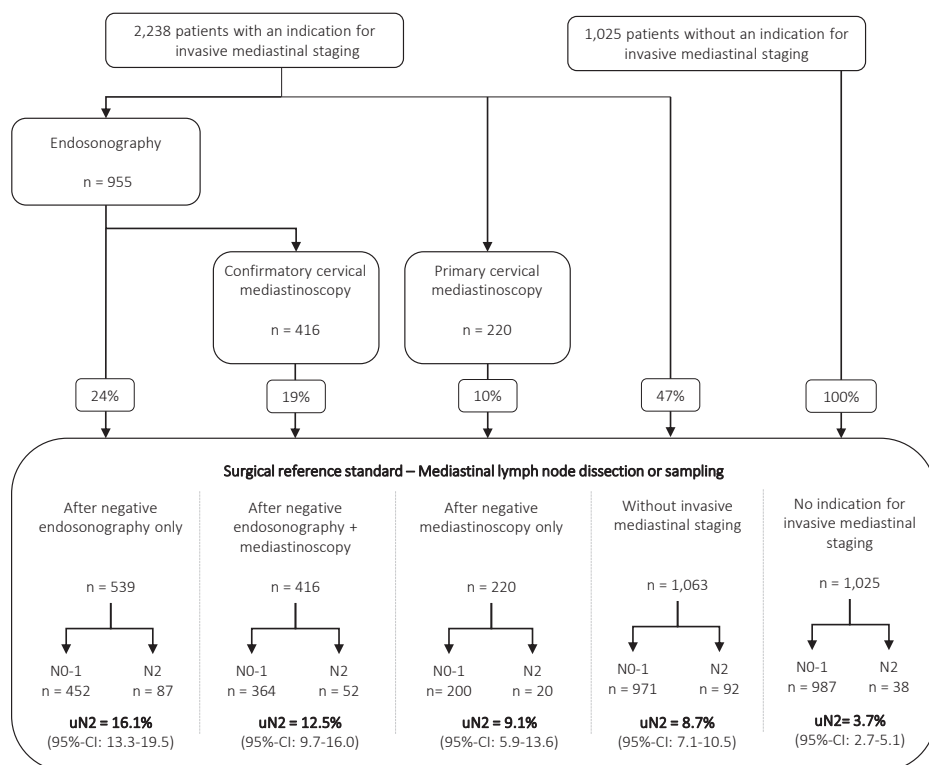 2,238 patients with an indication for
invasive mediastinal staging
1,025 patients without an indication for
invasive mediastinal staging
Endosonography
n = 955
Confirmatory cervical
mediastinoscopy
n = 416
Primary cervical
mediastinoscopy
n = 220
24%
19%
10%
47%
100%
Surgical reference standard – Mediastinal lymph node dissection or sampling
After negative
endosonography only
n = 539
N0-1
n = 452
N2
n = 87
uN2 = 16.1%
(95%-CI: 13.3-19.5)
After negative
endosonography +
mediastinoscopy
n = 416
N0-1
n = 364
N2
n = 52
uN2 = 12.5%
(95%-CI: 9.7-16.0)
After negative
mediastinoscopy only
n = 220
N0-1
n = 200
N2
n = 20
uN2 = 9.1%
(95%-CI: 5.9-13.6)
Without invasive
mediastinal staging
n = 1,063
N0-1
n = 971
N2
n = 92
uN2 = 8.7%
(95%-CI: 7.1-10.5)
No indication for
invasive mediastinal
staging
n = 1,025
N0-1
n = 987
N2
n = 38
uN2= 3.7%
(95%-CI: 2.7-5.1)